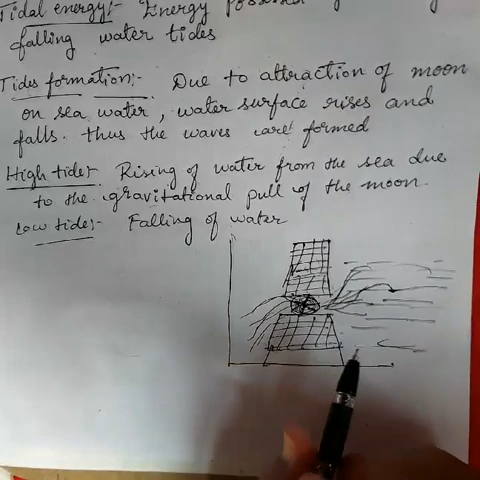 Tidal energy:- Energy
falling water tides
Tides formation:- Due to attraction of moon
on sea water, water surface rises and
falls. thus the waves are formed
High tide:- Rising of water from the sea due
to the gravitational pull of the moon.
Low tide:- Falling of water